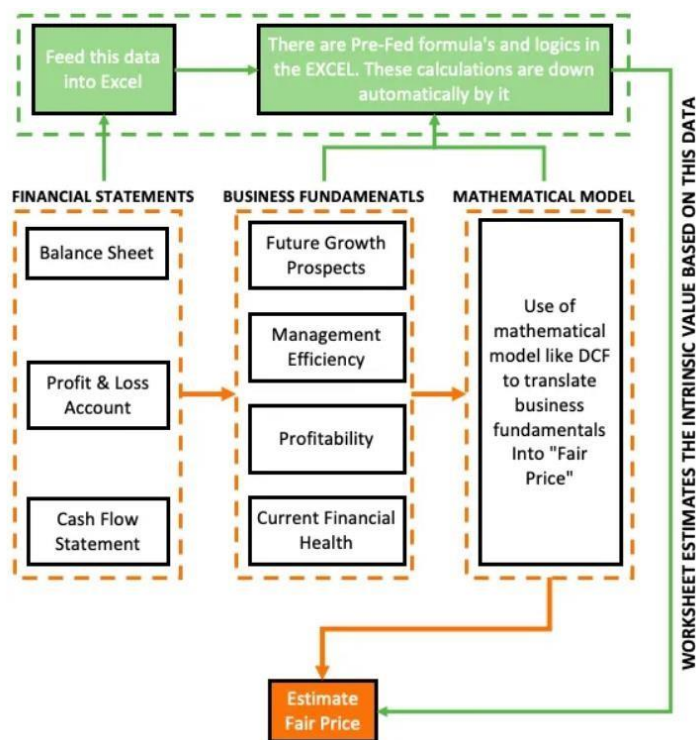 Feed this data
into Excel
There are Pre-Fed formula's and logics in
the EXCEL. These calculations are down
automatically by it
FINANCIAL STATEMENTS
BUSINESS FUNDAMENATLS
MATHEMATICAL MODEL
Balance Sheet
Profit & Loss
Account
Cash Flow
Statement
Future Growth
Prospects
Management
Efficiency
Profitability
Current Financial
Health
Use of
mathematical
model like DCF
to translate
business
fundamentals
Into "Fair
Price"
Estimate
Fair Price
WORKSHEET ESTIMATES THE INTRINSIC VALUE BASED ON THIS DATA